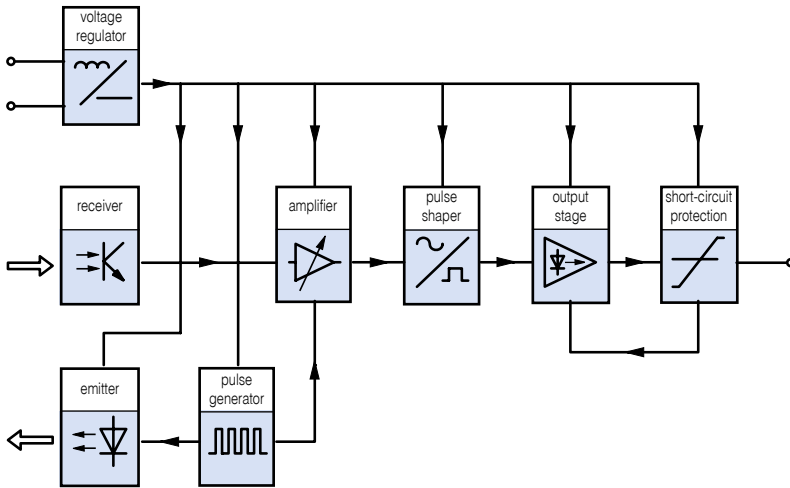 voltage
regulator
receiver
amplifier
pulse
shaper
output
stage
short-circuit
protection
emitter
pulse
generator